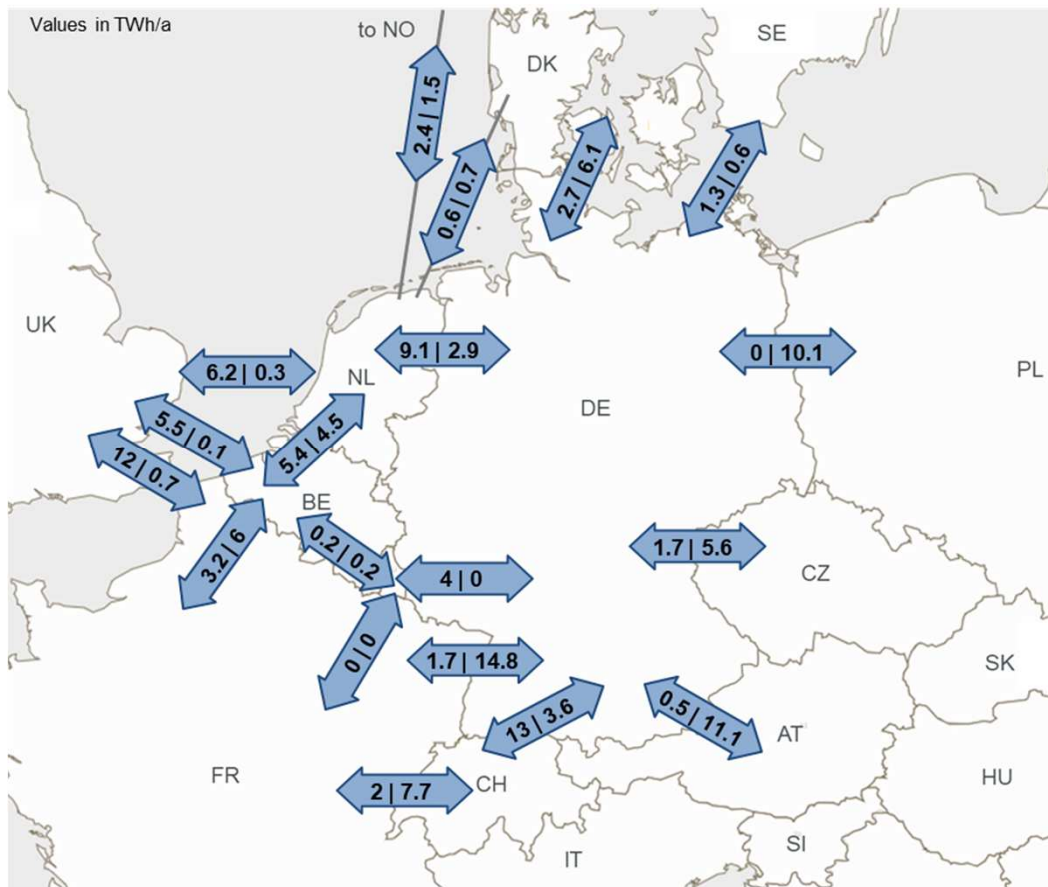 Values in TWh/a
to NO
SE
DK
2.4 | 1.5
0.6 | 0.7
2.7 | 6.1
1.3 | 0.6
UK
9.1 | 2.9
0 | 10.1
6.2 | 0.3
NL
PL
DE
5.5 | 0.1
5.4 | 4.5
12 | 0.7
BE
3.2 | 6
0.2 | 0.2
1.7 | 5.6
CZ
4 | 0
0 | 0
1.7 | 14.8
SK
13 | 3.6
0.5 | 11.1
AT
FR
2 | 7.7
CH
HU
SI
IT